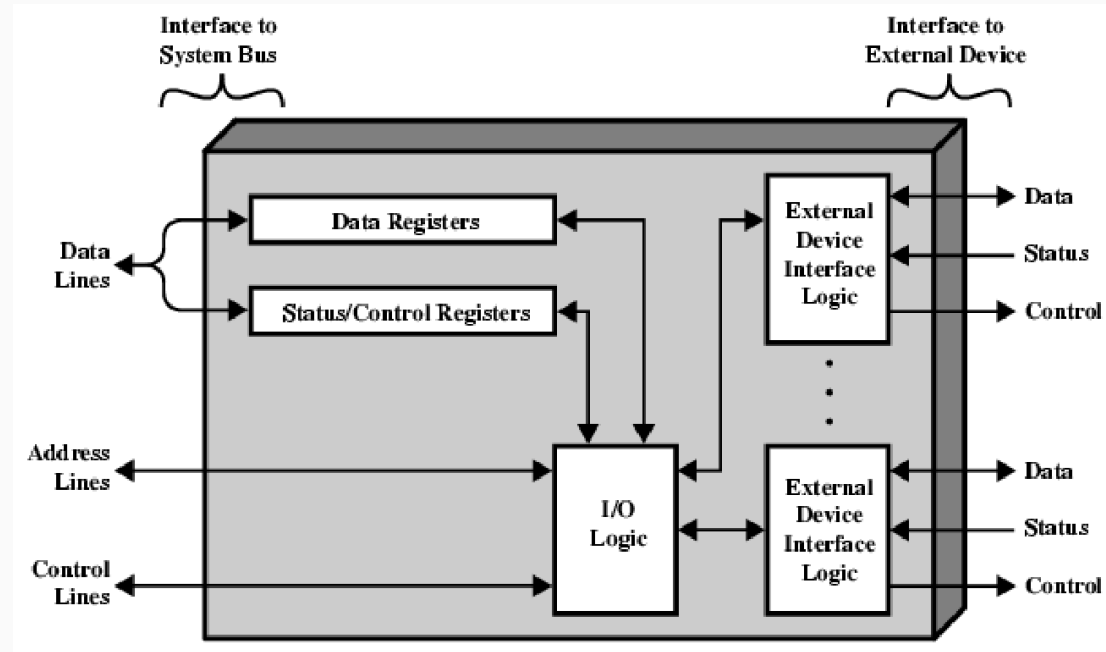 Interface to
System Bus
Interface to
External Device
Data Registers
Status/Control Registers
Data
Lines
Address
Lines
Control
Lines
I/O
Logic
External
Device
Interface
Logic
Data
Status
Control
External
Device
Interface
Logic
Data
Status
Control